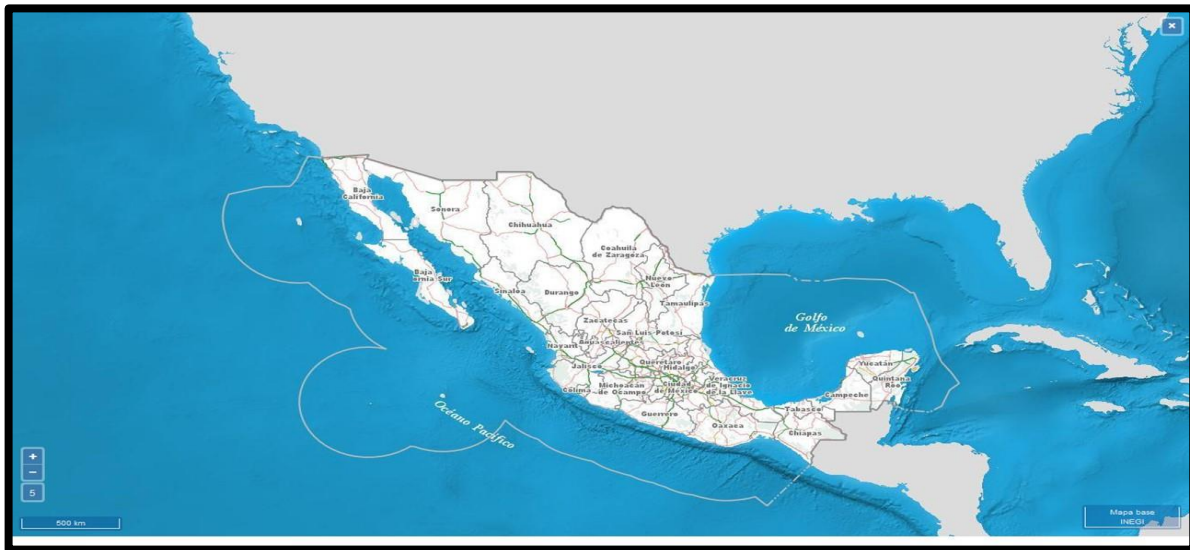 Baja
California
Sonora
Chihuahua
Coahuila
de Zaragoza
Baja
ornia Sur
Nuevo
León
Sinaloa
Durango
Tamaulipas
Golfo
de México
Zacatecas
San Luis Potosí
Aguascalientes
Nayarit
Querétaro
Hidalgo
Yucatán
Jalisco
Quintana
Roo
Colima
Michoacán
de Ocampo
Ciudad
de México
Veracruz
de Ignacio
de la Llave
Campeche
Tabasco
Guerrero
Océano Pacífico
Oaxaca
Chiapas
+
−
5
500 km
Mapa base
INEGI